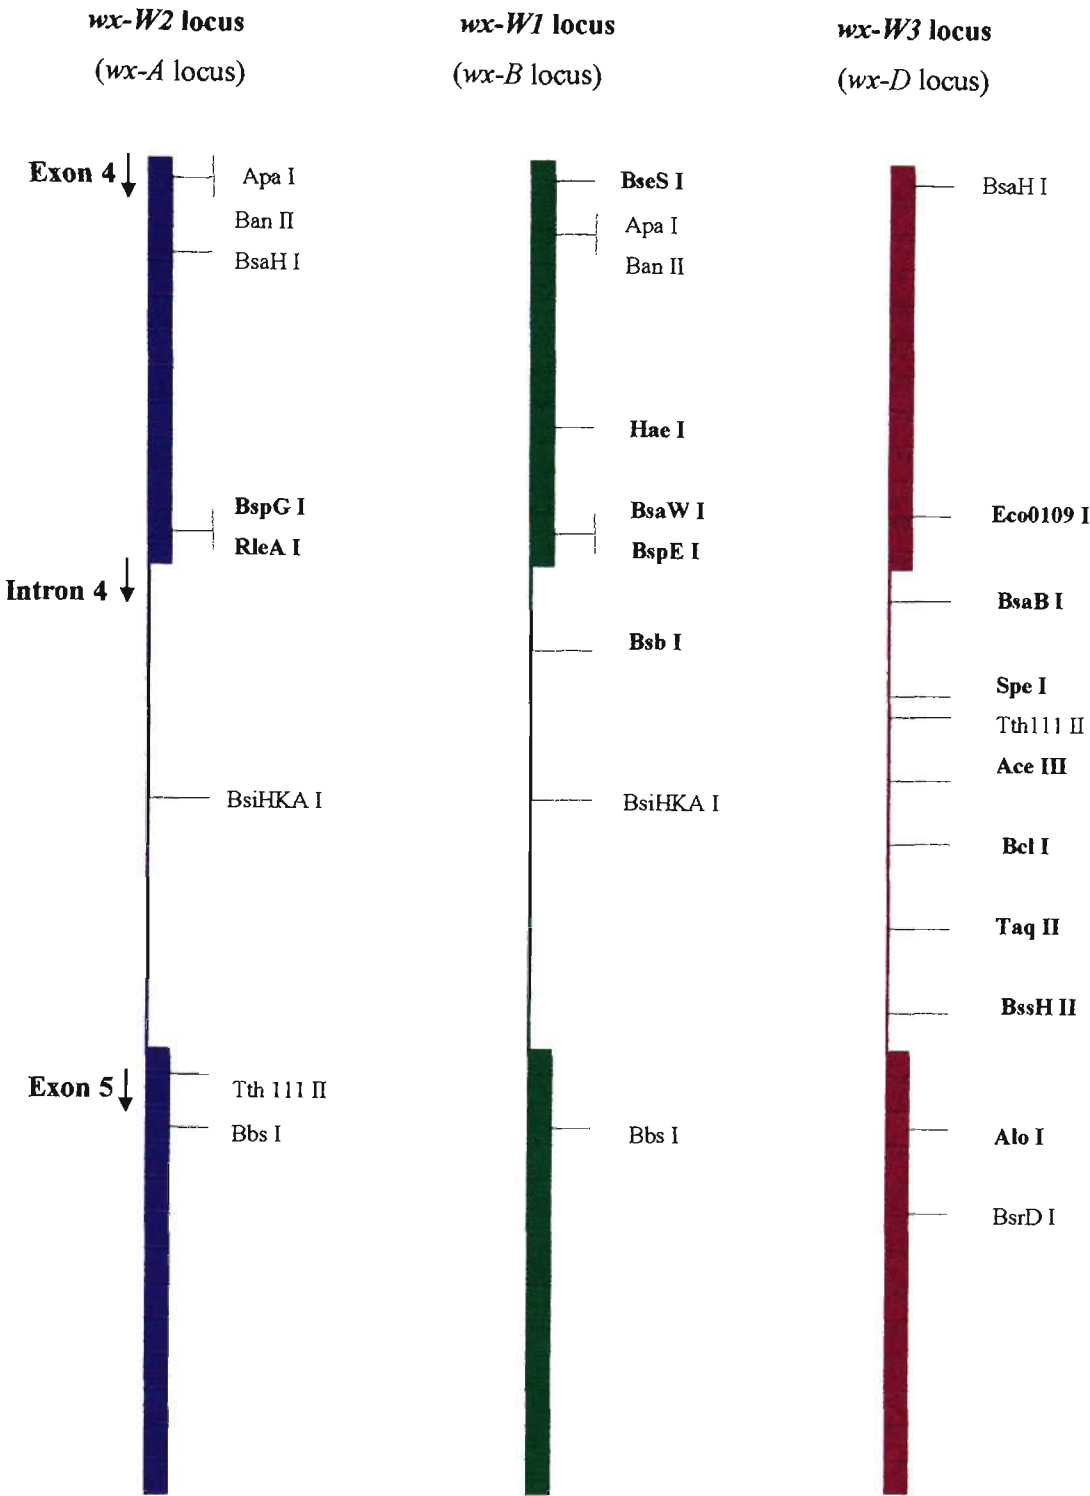 wx-W2 locus
(wx-A locus)
wx-W1 locus
(wx-B locus)
wx-W3 locus
(wx-D locus)
Exon 4
Intron 4
Exon 5
Apa I
Ban II
BsaH I
BspG I
RleA I
BsiHKA I
Tth 111 II
Bbs I
BseS I
Apa I
Ban II
Hae I
BsaW I
BspE I
Bsb I
BsiHKA I
Bbs I
BsaH I
Eco0109 I
BsaB I
Spe I
Tth111 II
Ace III
Bcl I
Taq II
BssH II
Alo I
BsrD I